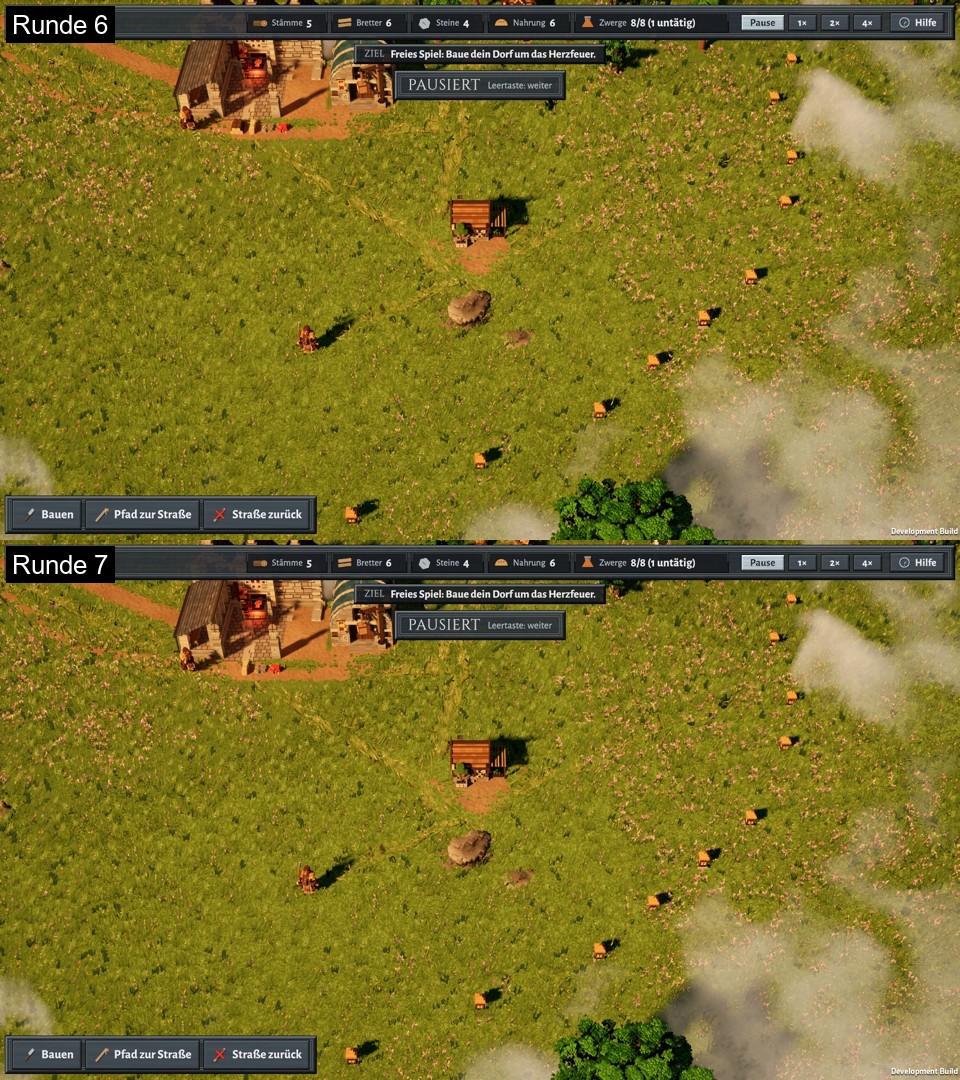 Runde 6
Stämme 5 Bretter 6 Steine 4 Nahrung 6 Zwerge 8/8 (1 untätig) Pause 1× 2× 4× Hilfe
ZIEL Freies Spiel: Baue dein Dorf um das Herzfeuer.
PAUSIERT Leertaste: weiter
Bauen Pfad zur Straße Straße zurück
Development Build
Runde 7
Stämme 5 Bretter 6 Steine 4 Nahrung 6 Zwerge 8/8 (1 untätig) Pause 1× 2× 4× Hilfe
ZIEL Freies Spiel: Baue dein Dorf um das Herzfeuer.
PAUSIERT Leertaste: weiter
Bauen Pfad zur Straße Straße zurück
Development Build